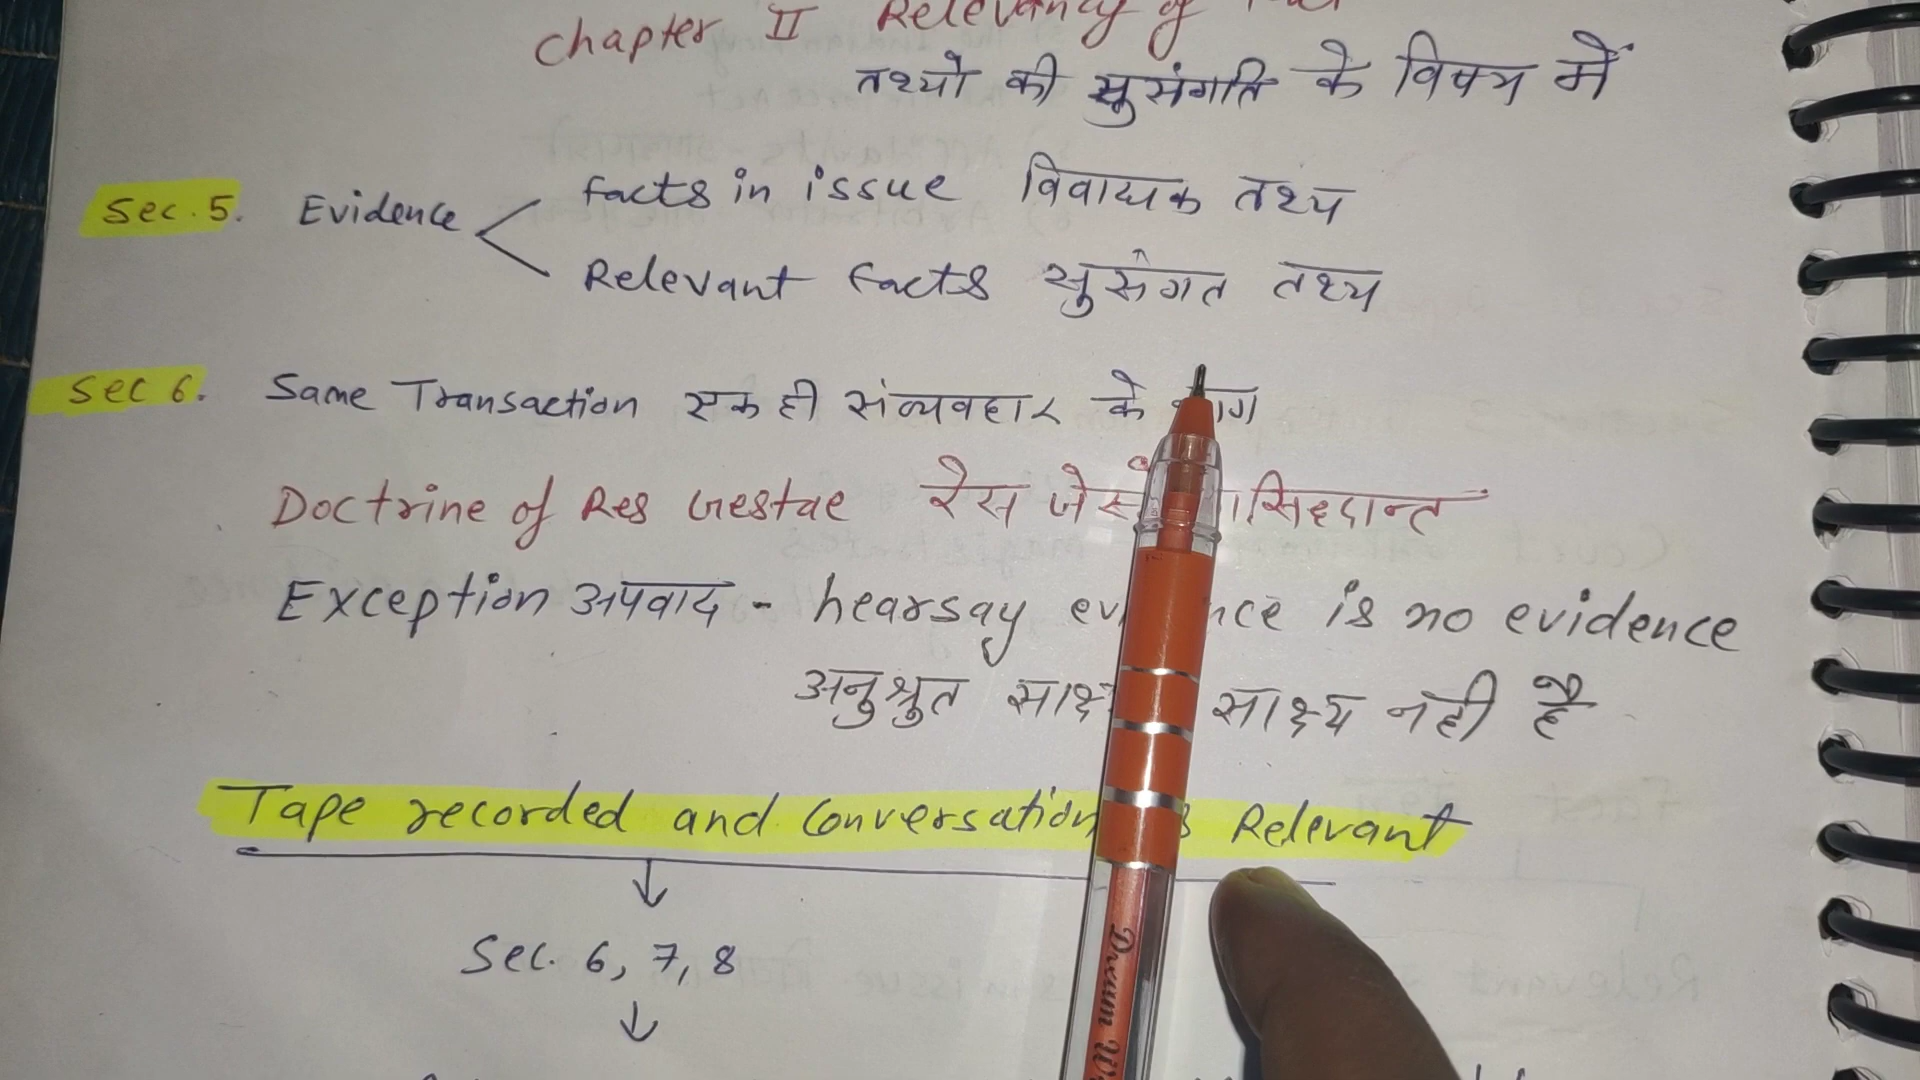 Chapter II Relevancy of
तथ्यो की सुसंगति के विषय में
Sec. 5. Evidence
facts in issue विवाद्यक तथ्य
Relevant facts सुसंगत तथ्य
Sec 6. Same Transaction एक ही संव्यवहार के
Doctrine of Res Gestae रेस सिद्दान्त
Exception अपवाद - hearsay is no evidence
अनुश्रुत साक्ष्य नही है
Tape recorded and Conversation Relevant
Sec. 6, 7, 8
Dream